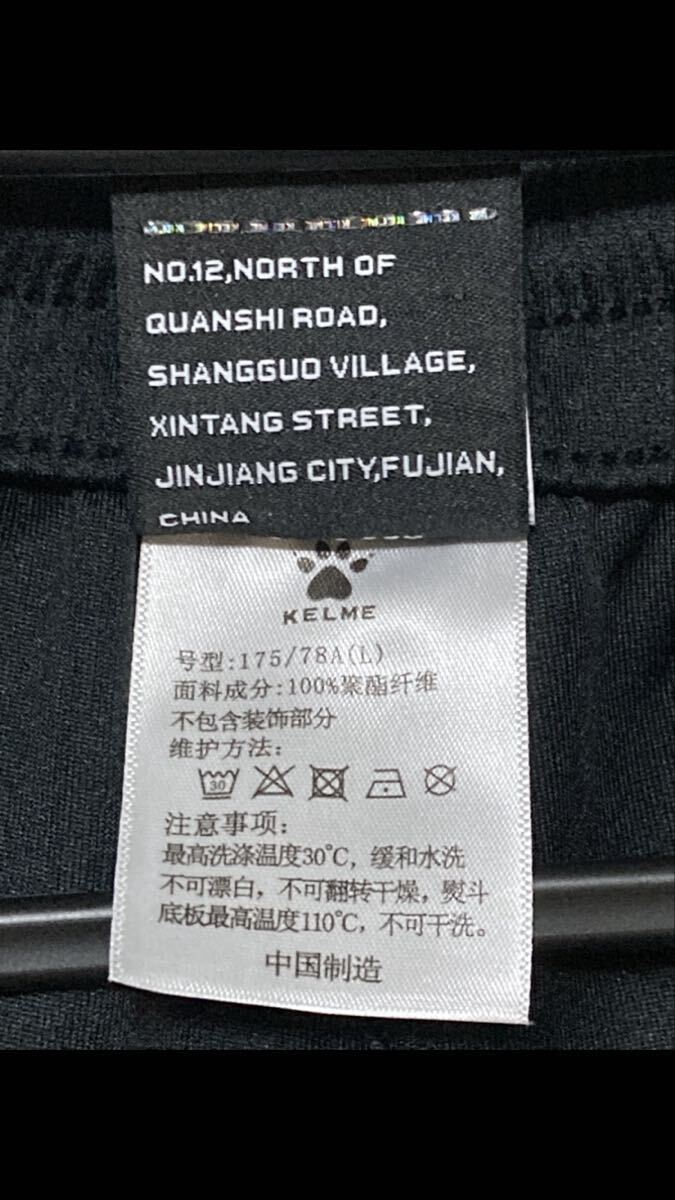 NO.12,NORTH OF
QUANSHI ROAD,
SHANGGUO VILLAGE,
XINTANG STREET,
JINJIANG CITY,FUJIAN,
CHINA
KELME
号型:175/78A(L)
面料成分:100%聚酯纤维
不包含装饰部分
维护方法:
30
注意事项:
最高洗涤温度30℃，缓和水洗
不可漂白，不可翻转干燥，熨斗
底板最高温度110℃，不可干洗。
中国制造